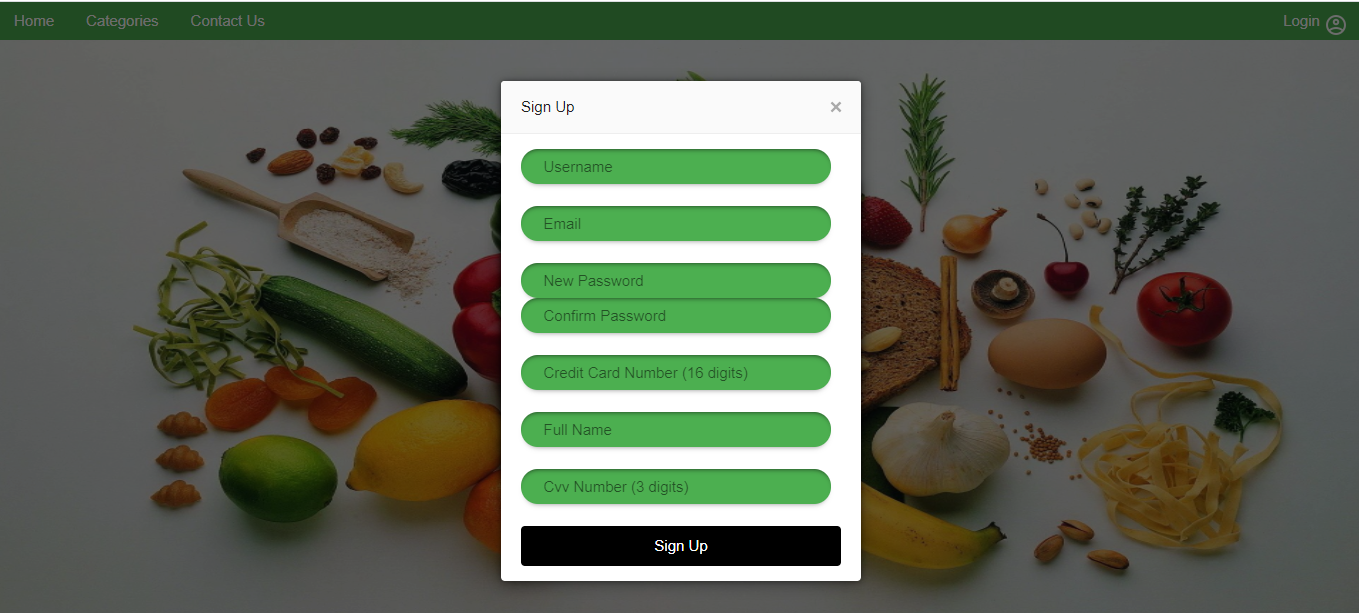 Home Categories Contact Us Login
Sign Up ×
Username
Email
New Password
Confirm Password
Credit Card Number (16 digits)
Full Name
Cvv Number (3 digits)
Sign Up